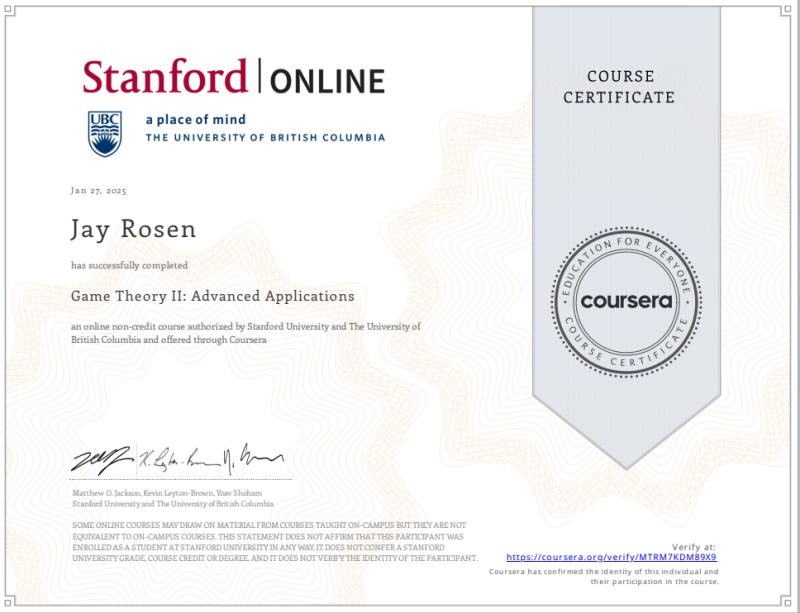 Stanford | ONLINE
UBC
a place of mind
THE UNIVERSITY OF BRITISH COLUMBIA
COURSE
CERTIFICATE
Jan 27, 2025
Jay Rosen
has successfully completed
Game Theory II: Advanced Applications
an online non-credit course authorized by Stanford University and The University of
British Columbia and offered through Coursera
EDUCATION FOR EVERYONE
coursera
COURSE CERTIFICATE
Matthew O. Jackson, Kevin Leyton-Brown, Yoav Shoham
Stanford University and The University of British Columbia
SOME ONLINE COURSES MAY DRAW ON MATERIAL FROM COURSES TAUGHT ON-CAMPUS BUT THEY ARE NOT
EQUIVALENT TO ON-CAMPUS COURSES. THIS STATEMENT DOES NOT AFFIRM THAT THIS PARTICIPANT WAS
ENROLLED AS A STUDENT AT STANFORD UNIVERSITY IN ANY WAY. IT DOES NOT CONFER A STANFORD
UNIVERSITY GRADE, COURSE CREDIT OR DEGREE, AND IT DOES NOT VERIFY THE IDENTITY OF THE PARTICIPANT.
Verify at:
https://coursera.org/verify/MTRM7KDM89X9
Coursera has confirmed the identity of this individual and
their participation in the course.